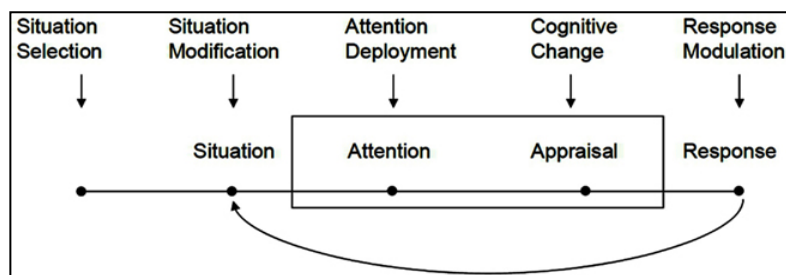 Situation Selection
Situation Modification
Attention Deployment
Cognitive Change
Response Modulation
Situation
Attention
Appraisal
Response